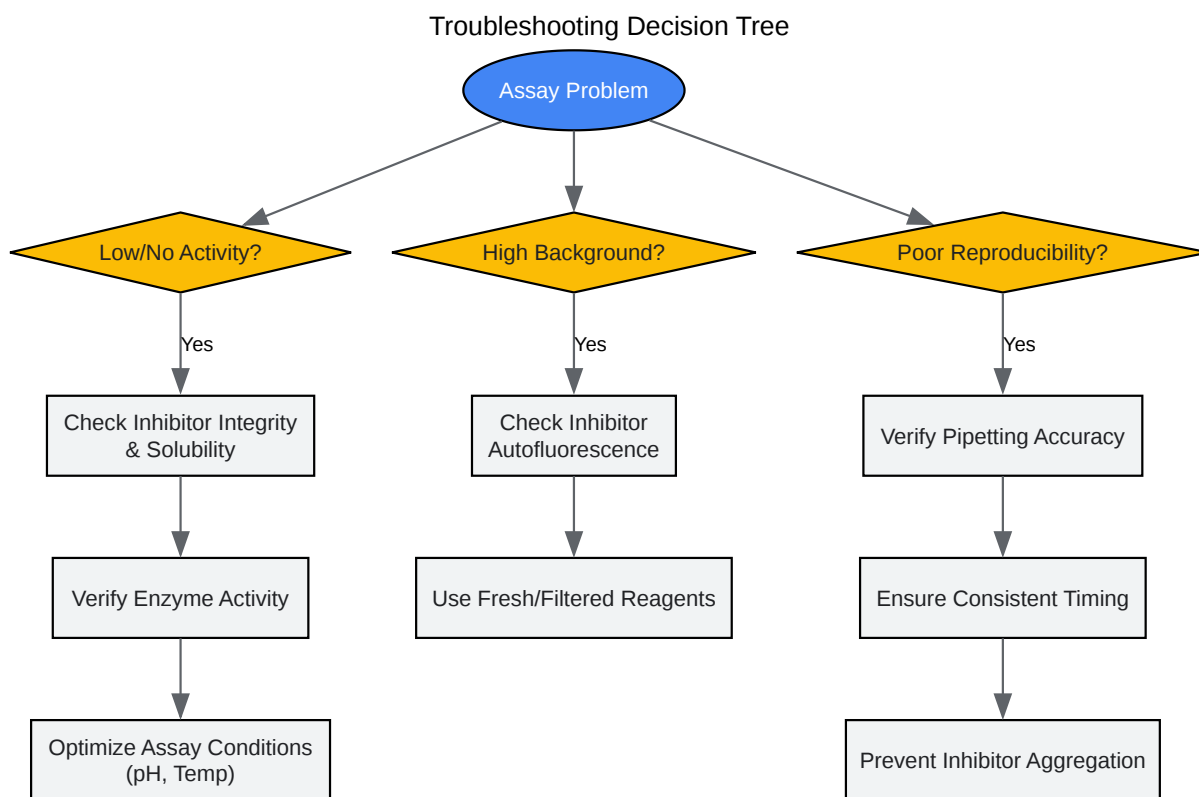 Troubleshooting Decision Tree
Assay Problem
Low/No Activity?
High Background?
Poor Reproducibility?
Yes
Yes
Yes
Check Inhibitor Integrity
& Solubility
Check Inhibitor
Autofluorescence
Verify Pipetting Accuracy
Verify Enzyme Activity
Use Fresh/Filtered Reagents
Ensure Consistent Timing
Optimize Assay Conditions
(pH, Temp)
Prevent Inhibitor Aggregation